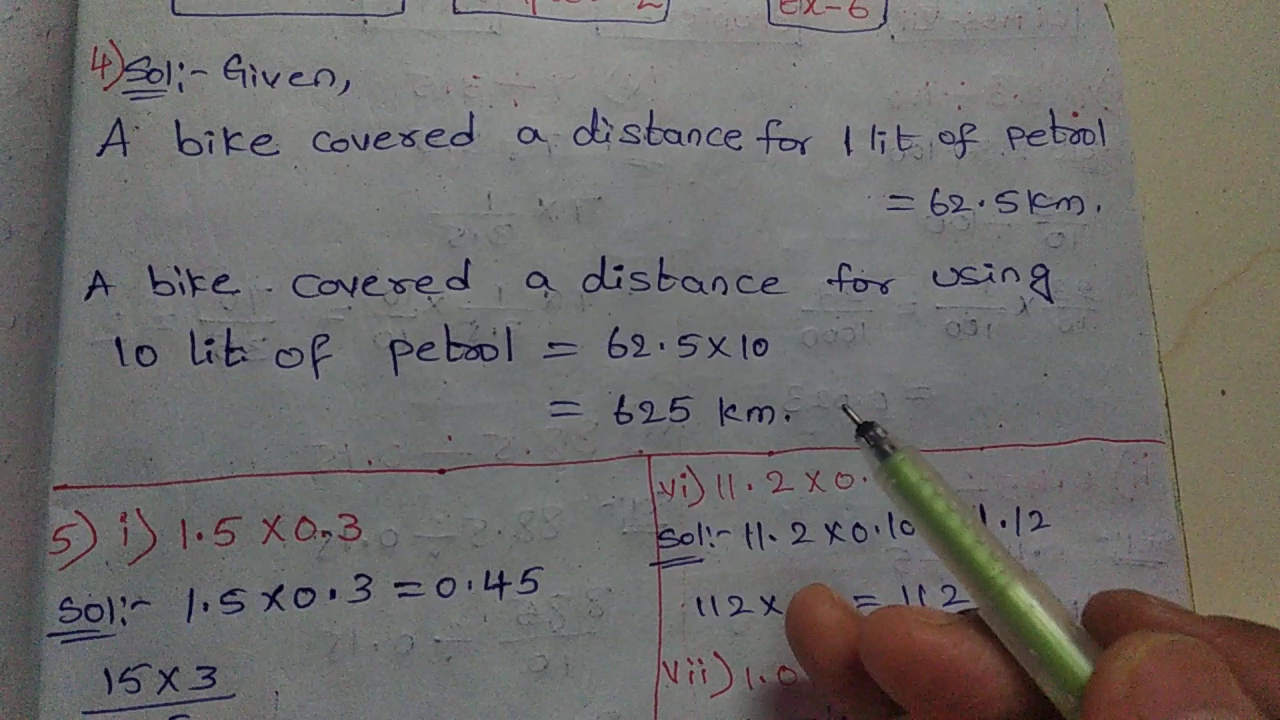 Ex-6
4) Sol:- Given,
A bike covered a distance for 1 lit of petrol
= 62.5 km.
A bike covered a distance for using
10 lit of petrol = 62.5 x 10
= 625 km.
5) i) 1.5 x 0.3
Sol:- 1.5 x 0.3 = 0.45
15 x 3
vi) 11.2 x 0.
Sol:- 11.2 x 0.10 1.12
112 x = 112
vii) 1.0